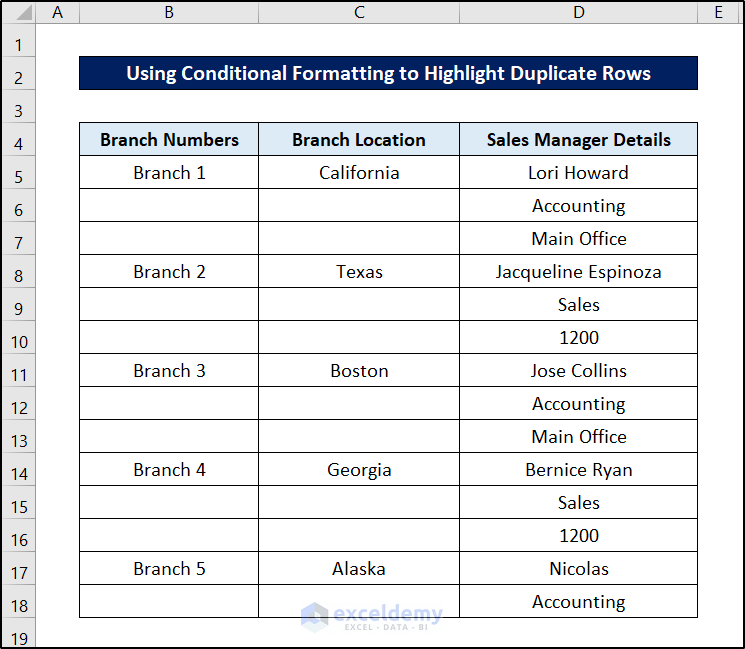 A B C D E
1
2 Using Conditional Formatting to Highlight Duplicate Rows
3
4 Branch Numbers Branch Location Sales Manager Details
5 Branch 1 California Lori Howard
6 Accounting
7 Main Office
8 Branch 2 Texas Jacqueline Espinoza
9 Sales
10 1200
11 Branch 3 Boston Jose Collins
12 Accounting
13 Main Office
14 Branch 4 Georgia Bernice Ryan
15 Sales
16 1200
17 Branch 5 Alaska Nicolas
18 Accounting
exceldemy
EXCEL - DATA - BI
19